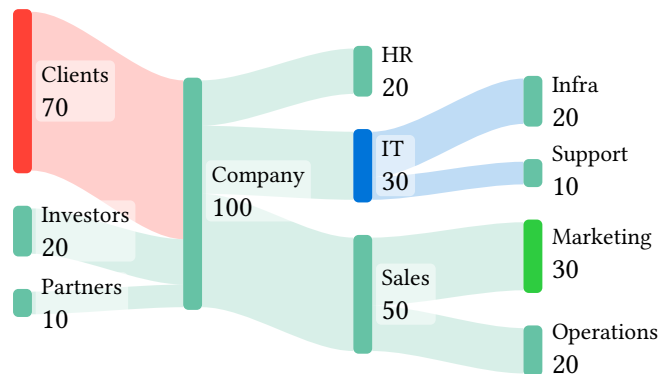 Clients
70
Investors
20
Partners
10
Company
100
HR
20
IT
30
Sales
50
Infra
20
Support
10
Marketing
30
Operations
20